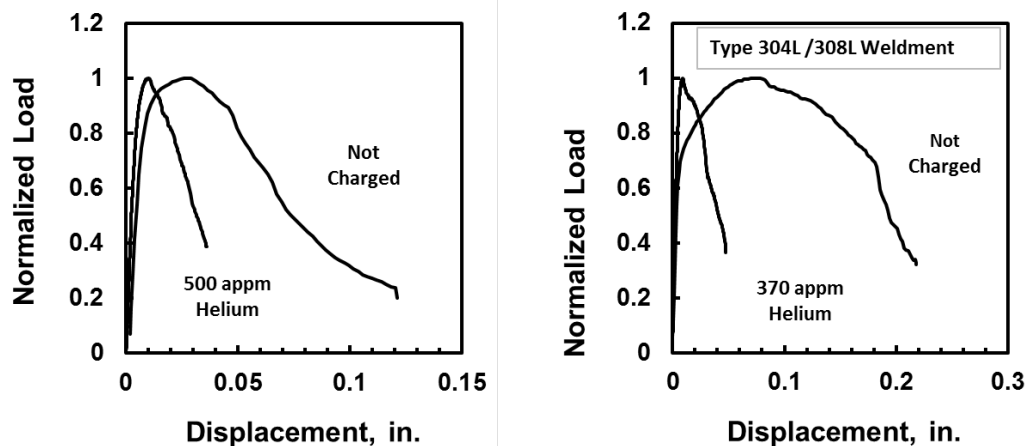 1.2
1
0.8
0.6
0.4
0.2
0
Normalized Load
Not
Charged
500 appm
Helium
0
0.05
0.1
0.15
Displacement, in.
1.2
1
0.8
0.6
0.4
0.2
0
Normalized Load
Type 304L /308L Weldment
Not
Charged
370 appm
Helium
0
0.1
0.2
0.3
Displacement, in.